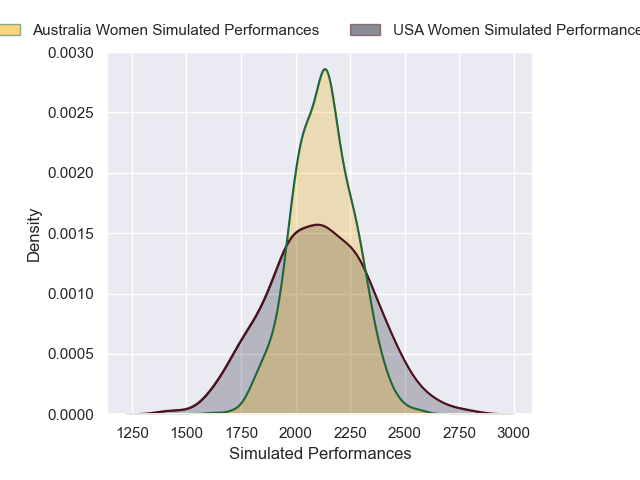 Australia Women Simulated Performances
USA Women Simulated Performance
0.0030
0.0025
0.0020
0.0015
0.0010
0.0005
0.0000
Density
1250 1500 1750 2000 2250 2500 2750 3000
Simulated Performances